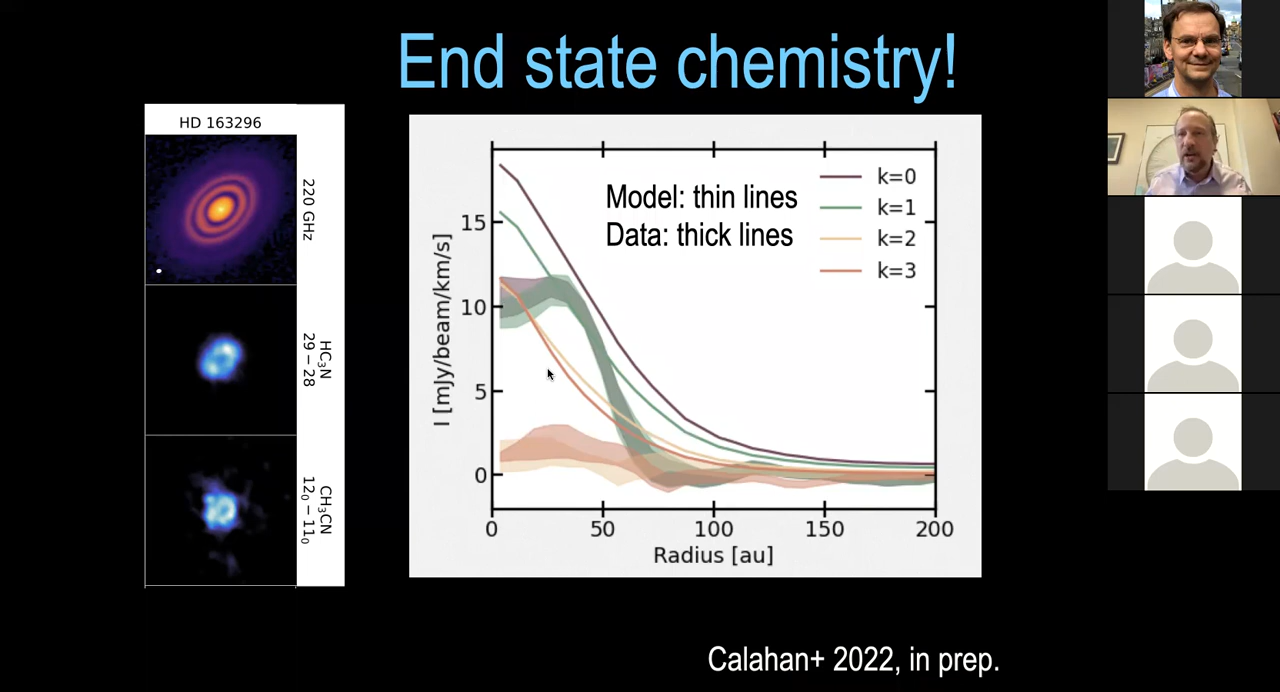 End state chemistry!
HD 163296
220 GHz
HC₃N
29 − 28
CH₃CN
12₀ − 11₀
Model: thin lines
Data: thick lines
k=0
k=1
k=2
k=3
I [mJy/beam/km/s]
15
10
5
0
0 50 100 150 200
Radius [au]
Calahan+ 2022, in prep.